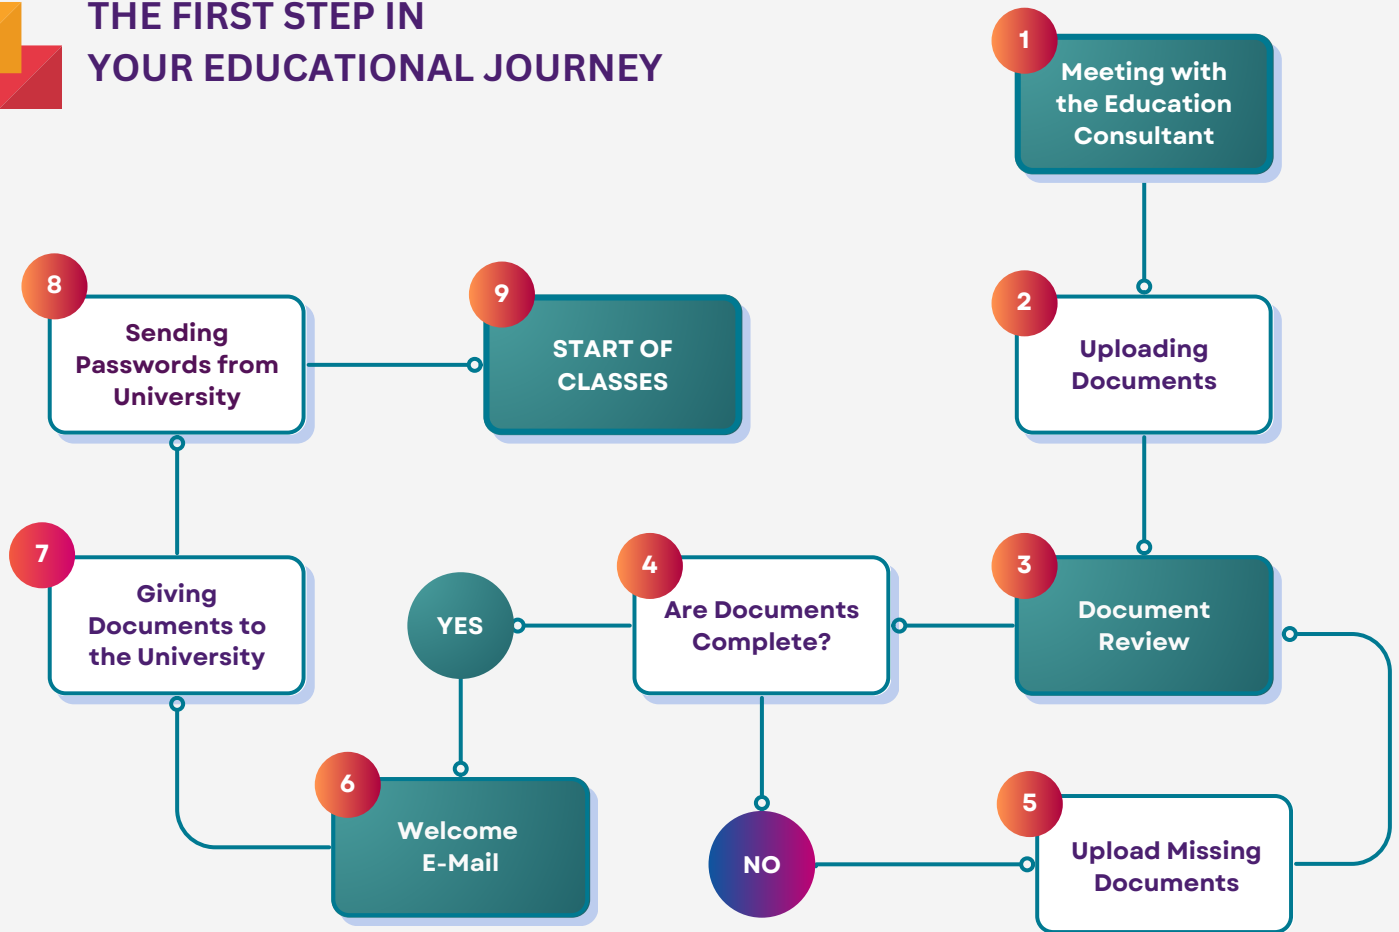 THE FIRST STEP IN
YOUR EDUCATIONAL JOURNEY
1
Meeting with
the Education
Consultant
2
Uploading
Documents
3
Document
Review
4
Are Documents
Complete?
YES
NO
5
Upload Missing
Documents
6
Welcome
E-Mail
7
Giving
Documents to
the University
8
Sending
Passwords from
University
9
START OF
CLASSES